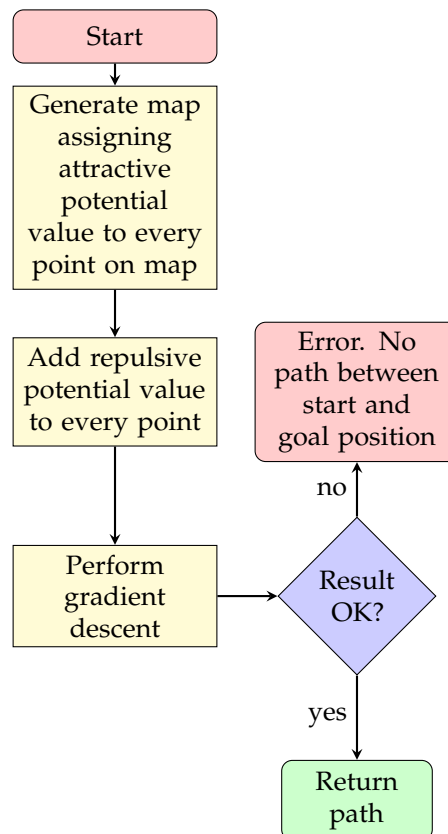 Start
Generate map
assigning
attractive
potential
value to every
point on map
Add repulsive
potential value
to every point
Perform
gradient
descent
Result
OK?
no
Error. No
path between
start and
goal position
yes
Return
path